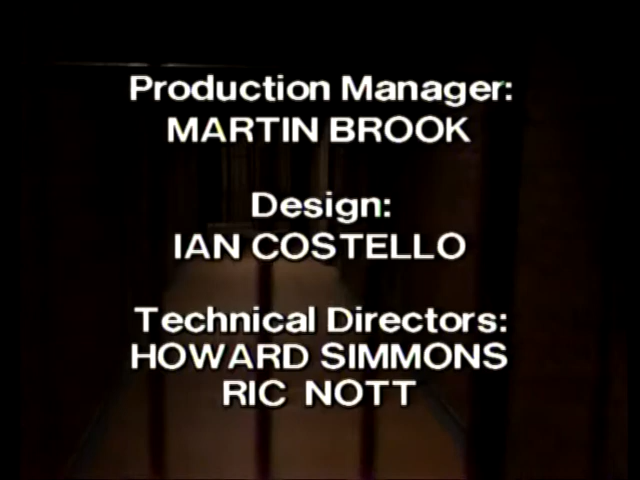 Production Manager:
MARTIN BROOK
Design:
IAN COSTELLO
Technical Directors:
HOWARD SIMMONS
RIC NOTT